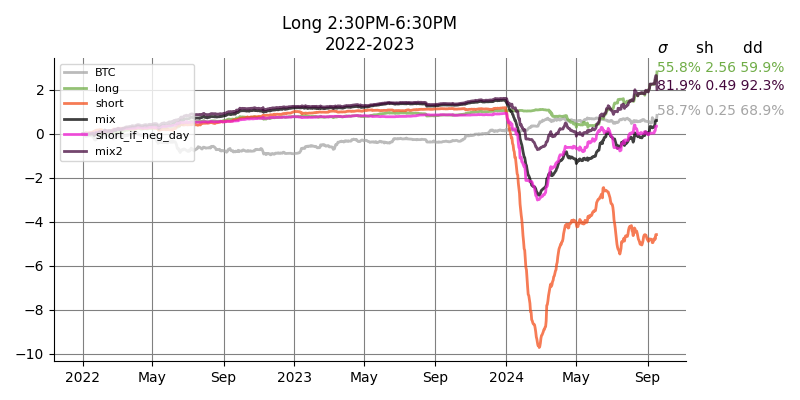 Long 2:30PM-6:30PM
2022-2023
σ sh dd
55.8% 2.56 59.9%
81.9% 0.49 92.3%
58.7% 0.25 68.9%
BTC
long
short
mix
short_if_neg_day
mix2
2
0
−2
−4
−6
−8
−10
2022 May Sep 2023 May Sep 2024 May Sep